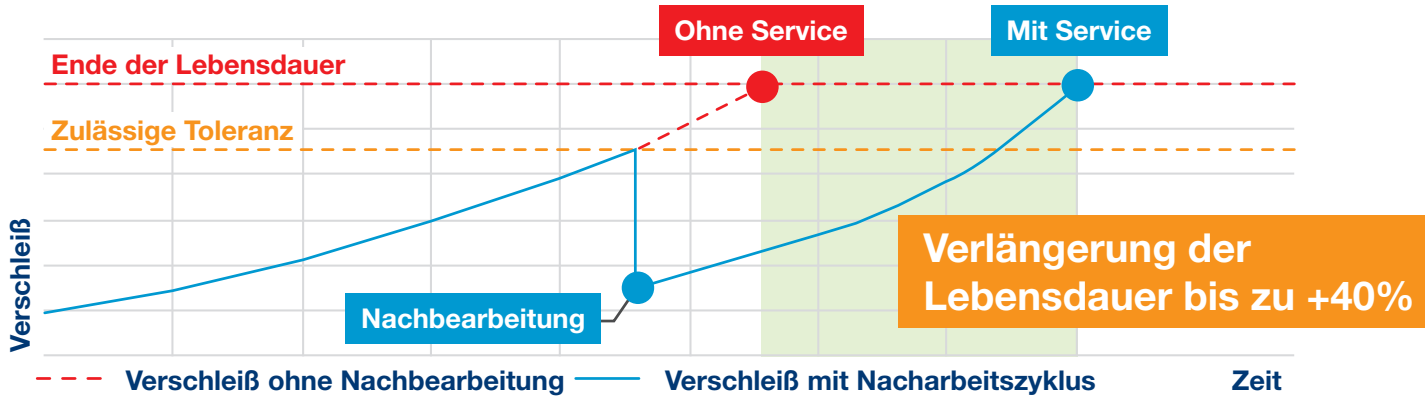 Ohne Service
Mit Service
Ende der Lebensdauer
Zulässige Toleranz
Verschleiß
Verlängerung der
Lebensdauer bis zu +40%
Nachbearbeitung
Verschleiß ohne Nachbearbeitung
Verschleiß mit Nacharbeitszyklus
Zeit